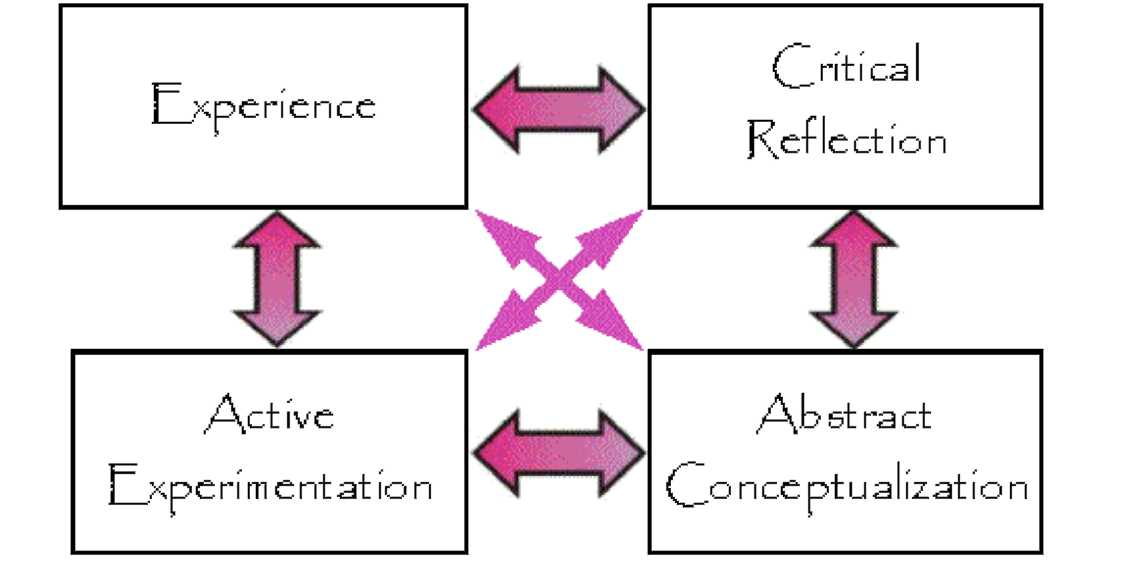 Experience
Critical
Reflection
Active
Experimentation
Abstract
Conceptualization